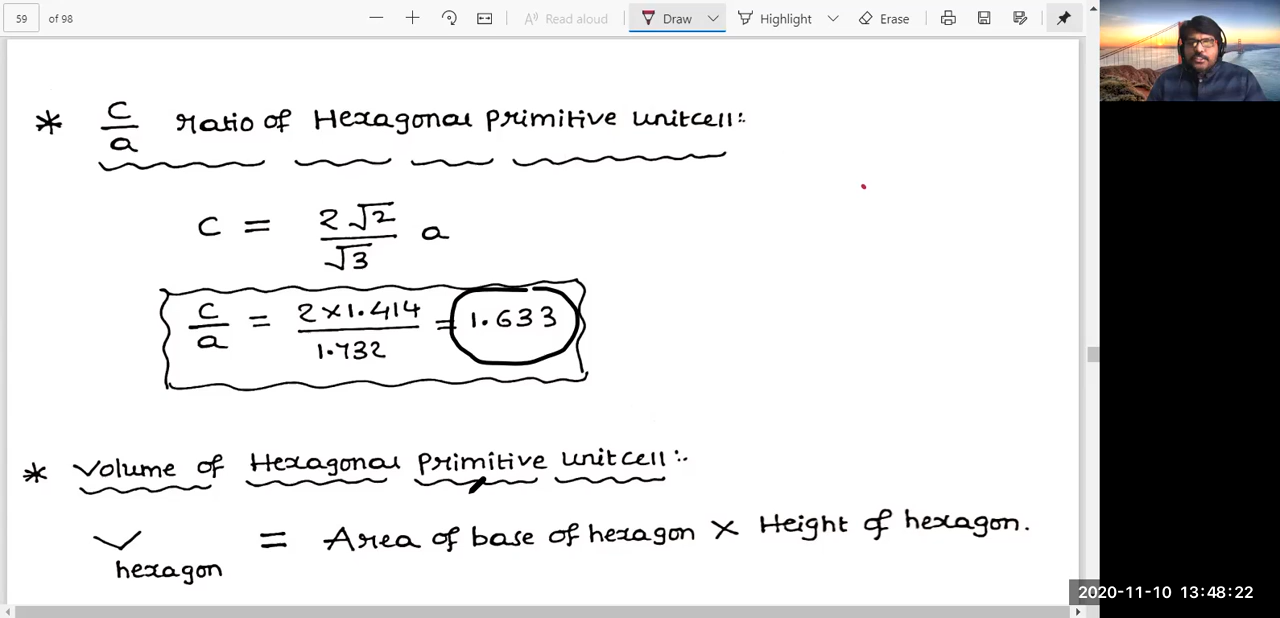 59 of 98 Read aloud Draw Highlight Erase
* c/a ratio of Hexagonal Primitive unitcell:
c = 2√2/√3 a
c/a = 2×1.414/1.732 = 1.633
* Volume of Hexagonal Primitive unitcell:
V hexagon = Area of base of hexagon × Height of hexagon.
2020-11-10 13:48:22